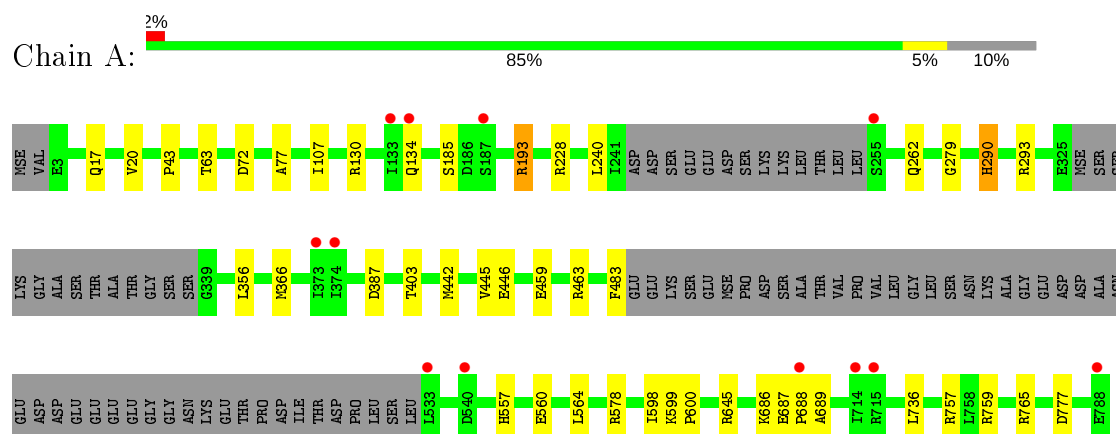 2%
Chain A:
85% 5% 10%
MSE VAL E3 Q17 V20 P43 T63 D72 A77 I107 R130 I133 Q134 S185 D186 S187 R193 R228 L240 I241 ASP ASP SER GLU GLU ASP SER LYS LYS LEU THR LEU LEU S255 Q262 G279 H290 R293 E325 MSE SER
LYS GLY ALA SER THR ALA THR GLY SER SER G339 L356 M366 I373 I374 D387 T403 M442 V445 E446 E459 R463 F483 GLU GLU LYS SER GLU MSE PRO ASP SER ALA THR VAL PRO VAL LEU GLY LEU SER ASN LYS ALA GLY GLU ASP ASP ALA
GLU ASP ASP GLU GLU GLU GLU GLY GLY ASN LYS GLU THR PRO ASP ILE THR ASP PRO LEU SER LEU L533 D540 H557 E560 L564 R578 I598 K599 P600 R645 K686 E687 P688 A689 I714 R715 L736 R757 L758 R759 R765 D777 E788